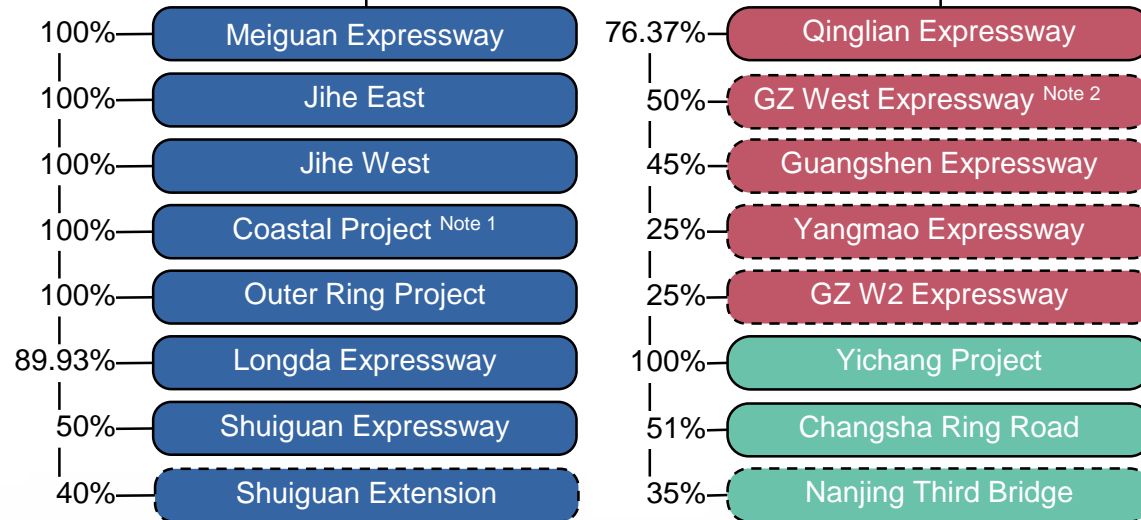 100% Meiguan Expressway
100% Jihe East
100% Jihe West
100% Coastal Project Note 1
100% Outer Ring Project
89.93% Longda Expressway
50% Shuiguan Expressway
40% Shuiguan Extension
76.37% Qinglian Expressway
50% GZ West Expressway Note 2
45% Guangshen Expressway
25% Yangmao Expressway
25% GZ W2 Expressway
100% Yichang Project
51% Changsha Ring Road
35% Nanjing Third Bridge